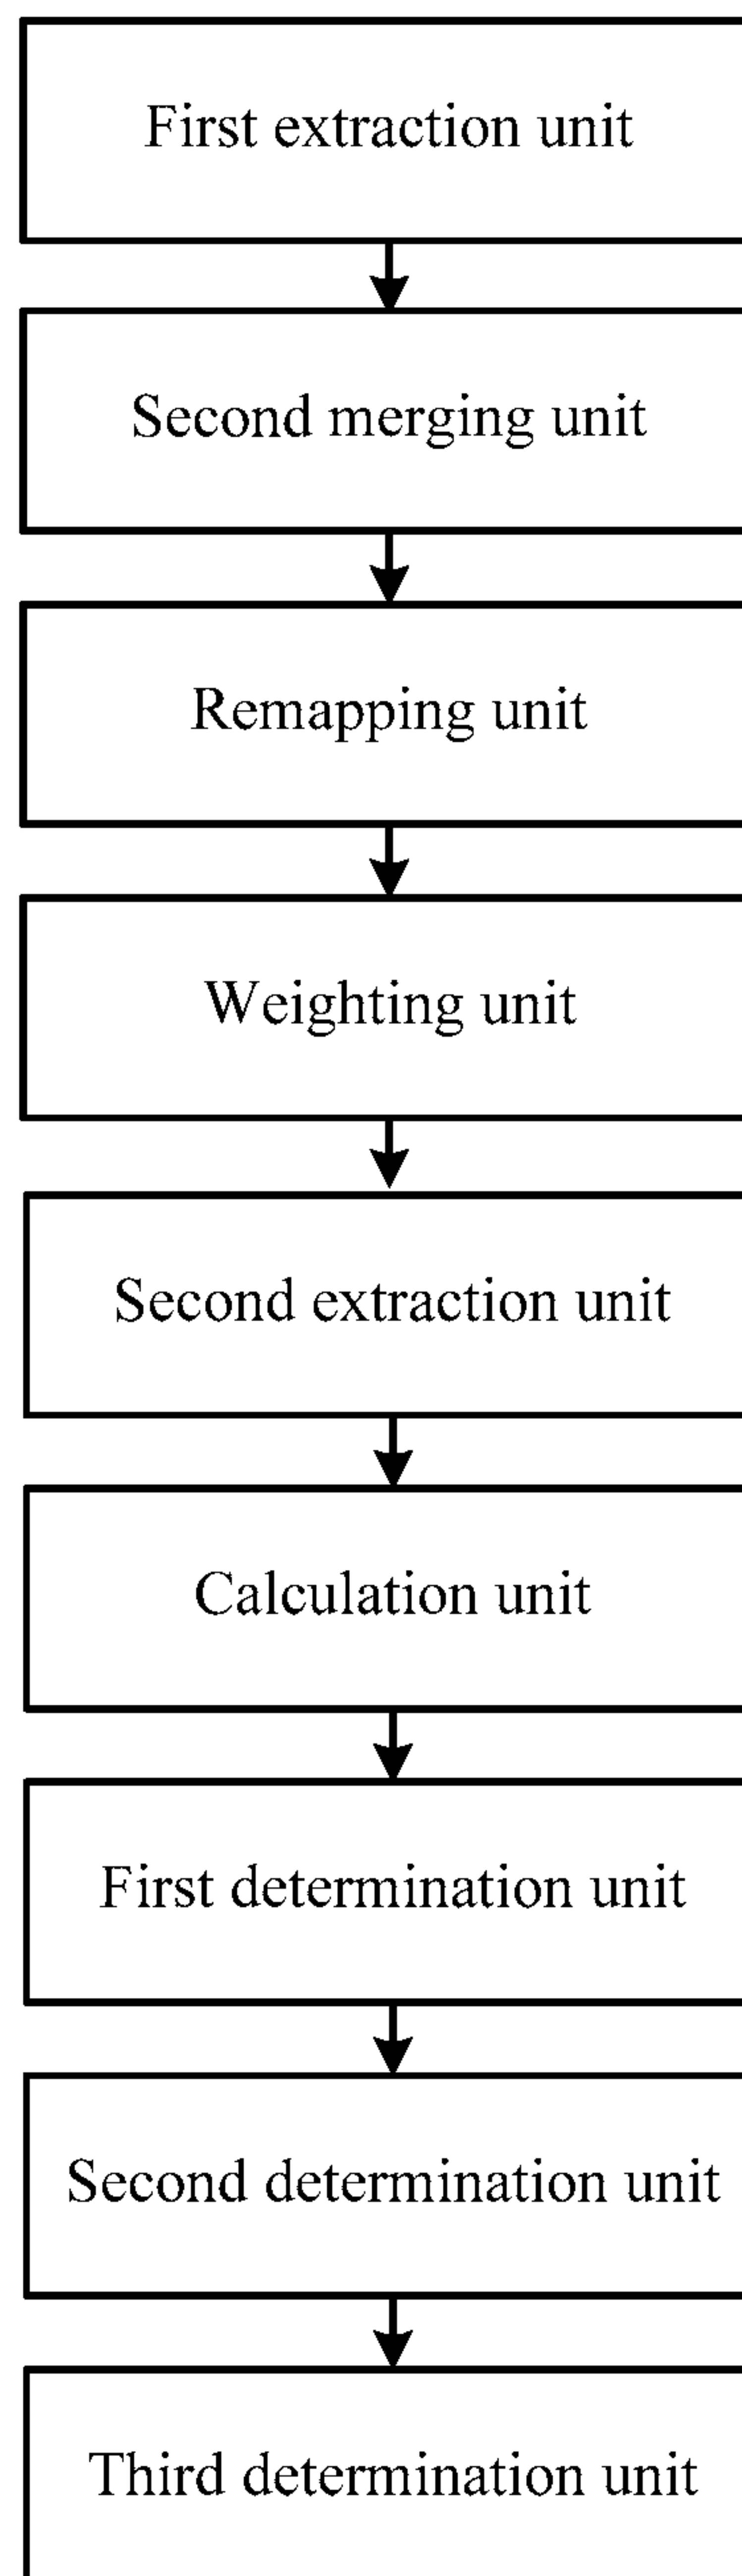 First extraction unit
Second merging unit
Remapping unit
Weighting unit
Second extraction unit
Calculation unit
First determination unit
Second determination unit
Third determination unit